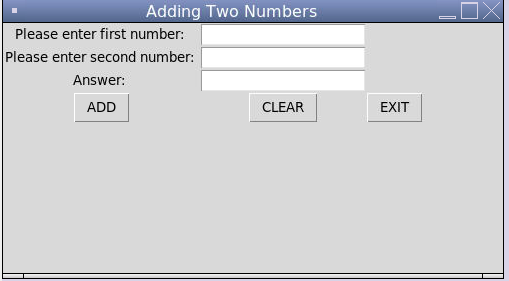 Adding Two Numbers
Please enter first number:
Please enter second number:
Answer:
ADD CLEAR EXIT